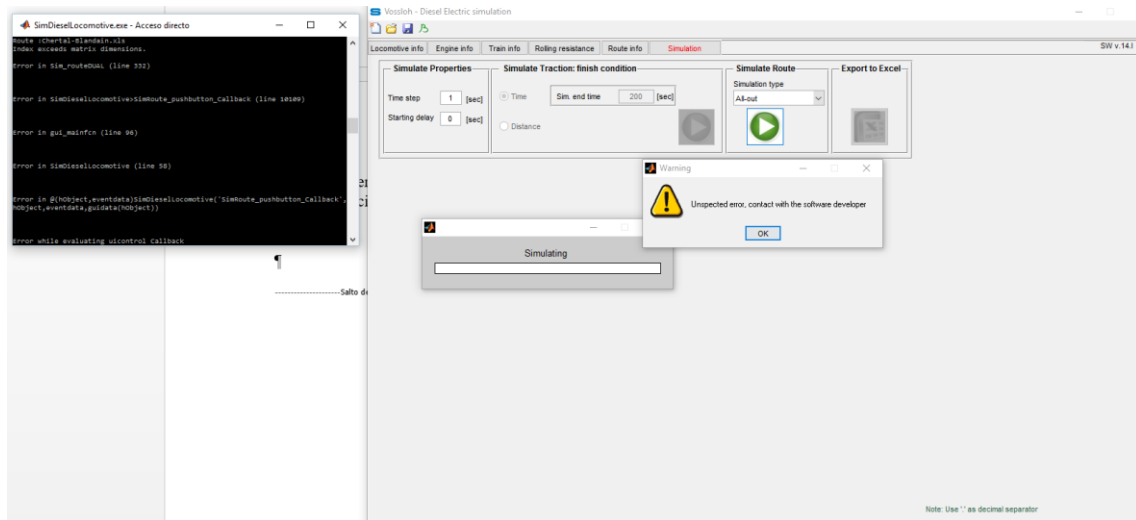 SimDieselLocomotive.exe - Acceso directo
Route :Chertal-Blandain.xls
Index exceeds matrix dimensions.
Error in Sim_routeDUAL (line 332)
Error in SimDieselLocomotive>SimRoute_pushbutton_Callback (line 10109)
Error in gui_mainfcn (line 96)
Error in SimDieselLocomotive (line 58)
Error in @(hObject,eventdata)SimDieselLocomotive('SimRoute_pushbutton_Callback',
hObject,eventdata,guidata(hObject))
Error while evaluating uicontrol Callback
¶
Salto de
Vossloh - Diesel Electric simulation
Locomotive info Engine info Train info Rolling resistance Route info Simulation
SW v.14.I
Simulate Properties
Time step 1 [sec]
Starting delay 0 [sec]
Simulate Traction: finish condition
Time Sim. end time 200 [sec]
Distance
Simulate Route
Simulation type
All-out
Export to Excel
Warning
Unspected error, contact with the software developer
OK
Simulating
Note: Use '.' as decimal separator